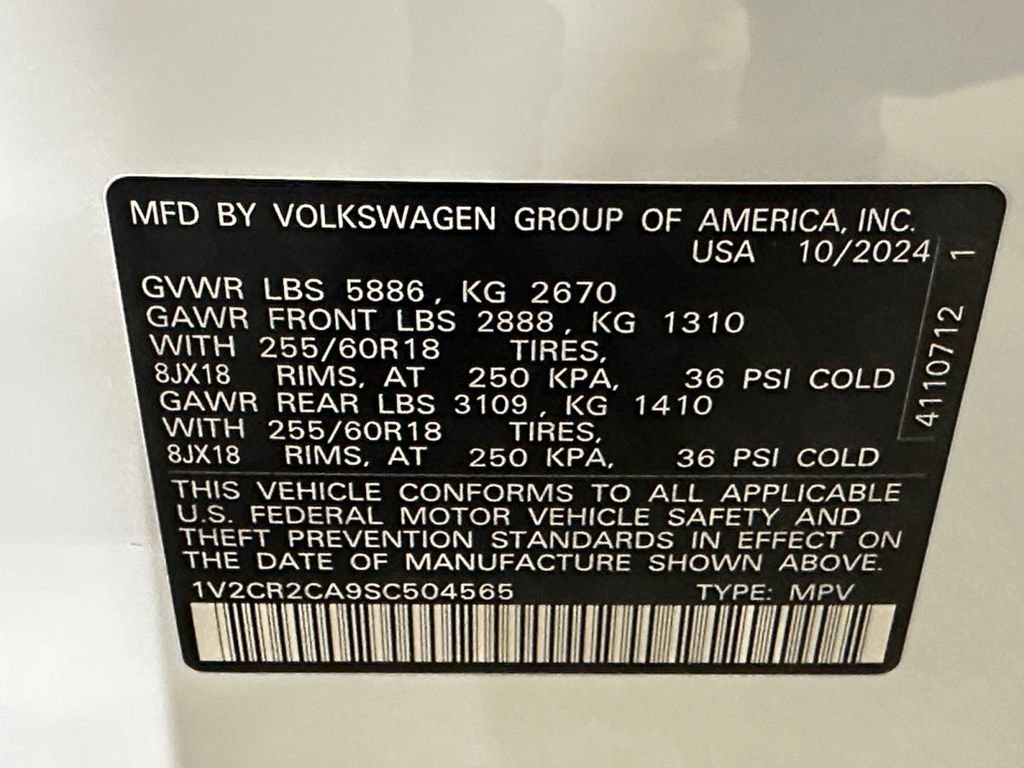 MFD BY VOLKSWAGEN GROUP OF AMERICA, INC.
USA 10/2024
GVWR LBS 5886, KG 2670
GAWR FRONT LBS 2888, KG 1310
WITH 255/60R18 TIRES,
8JX18 RIMS, AT 250 KPA, 36 PSI COLD
GAWR REAR LBS 3109, KG 1410
WITH 255/60R18 TIRES,
8JX18 RIMS, AT 250 KPA, 36 PSI COLD
4110712 1
THIS VEHICLE CONFORMS TO ALL APPLICABLE
U.S. FEDERAL MOTOR VEHICLE SAFETY AND
THEFT PREVENTION STANDARDS IN EFFECT ON
THE DATE OF MANUFACTURE SHOWN ABOVE.
1V2CR2CA9SC504565 TYPE: MPV